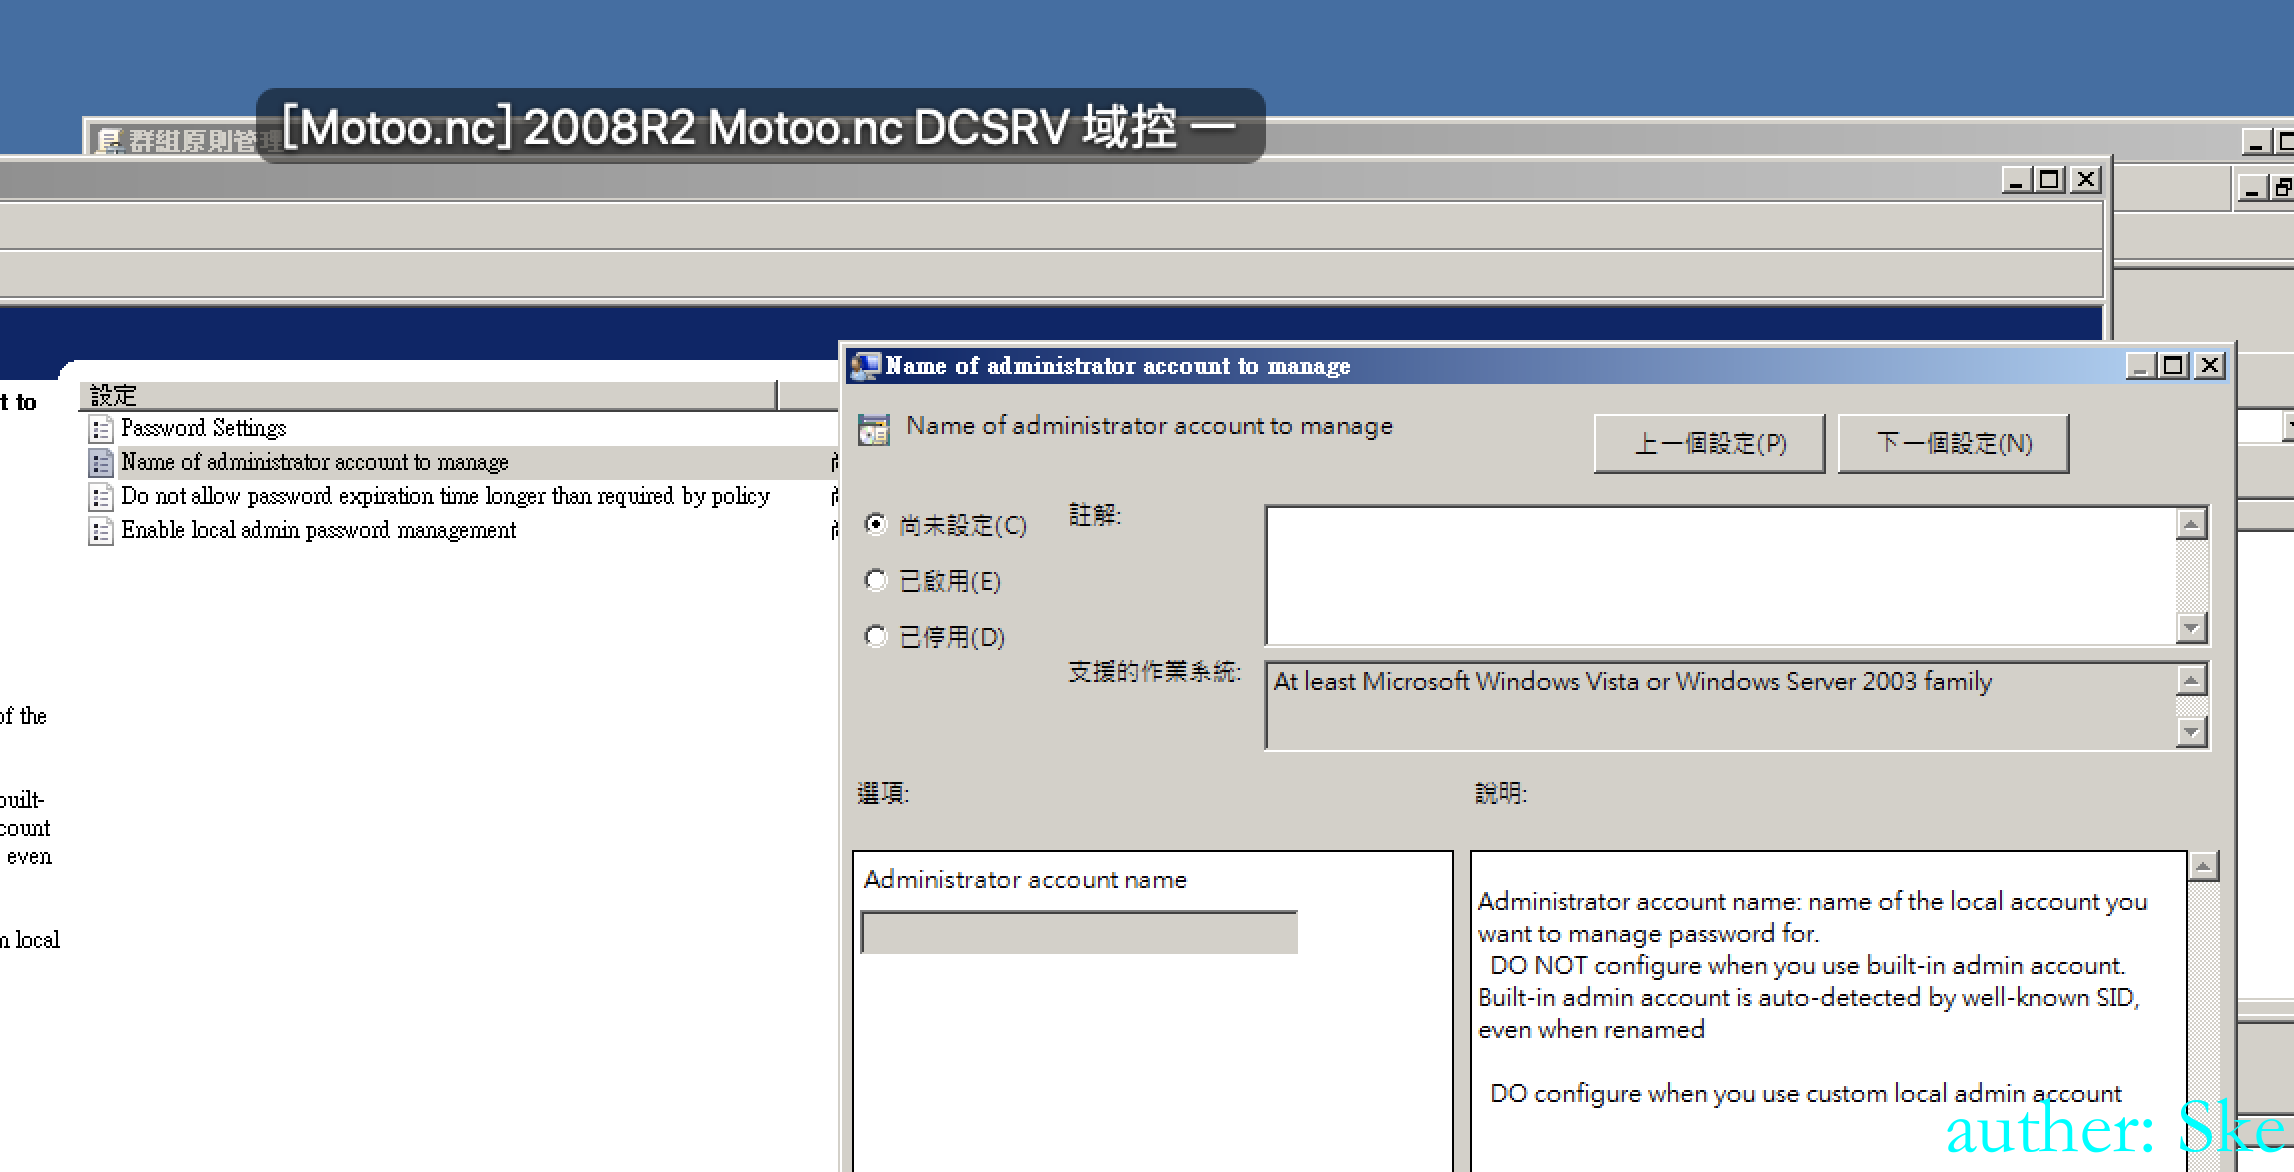 [Motoo.nc] 2008R2 Motoo.nc DCSRV 域控 一
群組原則管理
t to
設定
Password Settings
Name of administrator account to manage
Do not allow password expiration time longer than required by policy
Enable local admin password management
of the
built-
count
even
local
Name of administrator account to manage
Name of administrator account to manage
上一個設定(P)
下一個設定(N)
尚未設定(C)
已啟用(E)
已停用(D)
註解:
支援的作業系統:
At least Microsoft Windows Vista or Windows Server 2003 family
選項:
說明:
Administrator account name
Administrator account name: name of the local account you
want to manage password for.
DO NOT configure when you use built-in admin account.
Built-in admin account is auto-detected by well-known SID,
even when renamed
DO configure when you use custom local admin account
auther: Ske